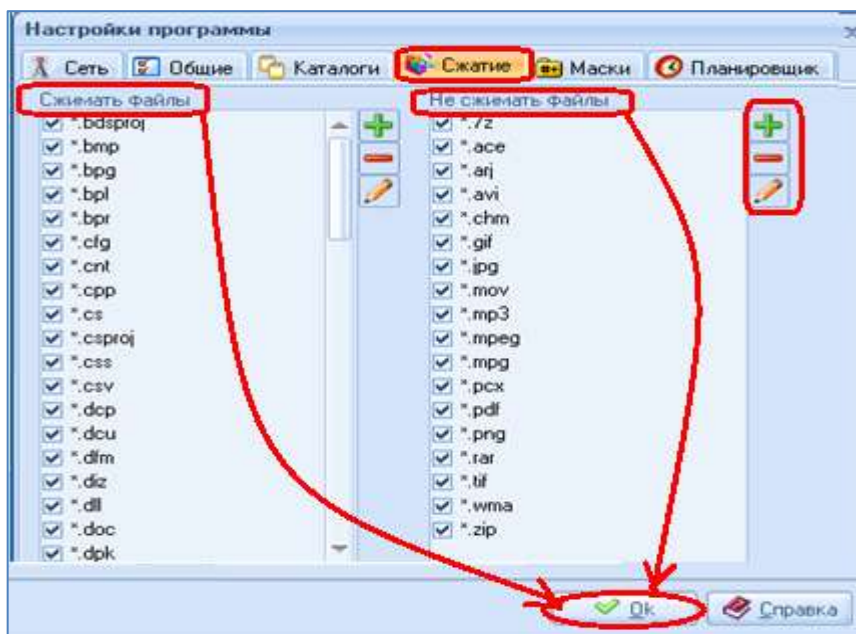 Настройки программы
Сеть Общие Каталоги Сжатие Маски Планировщик
Сжимать файлы
*.bdsproj
*.bmp
*.bpg
*.bpl
*.bpr
*.cfg
*.cnt
*.cpp
*.cs
*.csproj
*.css
*.csv
*.dcp
*.dcu
*.dfm
*.diz
*.dll
*.doc
*.dpk
Не сжимать файлы
*.7z
*.ace
*.arj
*.avi
*.chm
*.gif
*.jpg
*.mov
*.mp3
*.mpeg
*.mpg
*.pcx
*.pdf
*.png
*.rar
*.tif
*.wma
*.zip
Ok
Справка